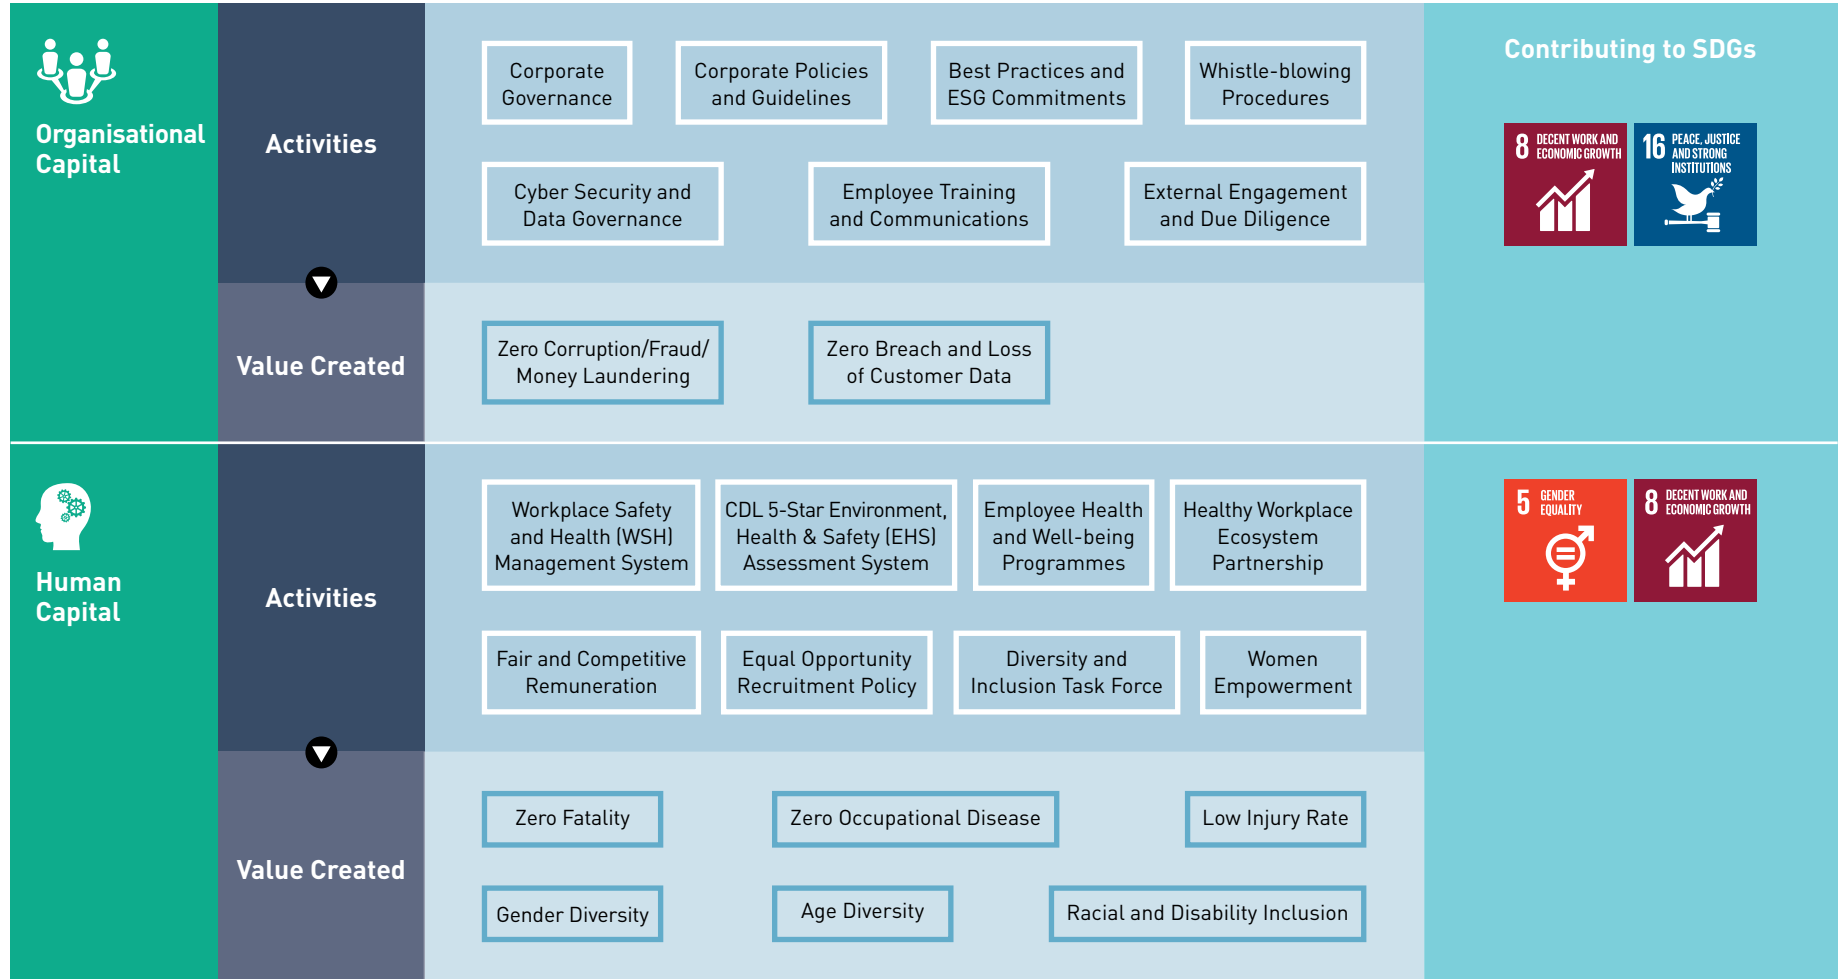 Organisational
Capital
Activities
Corporate
Governance
Corporate Policies
and Guidelines
Best Practices and
ESG Commitments
Whistle-blowing
Procedures
Cyber Security and
Data Governance
Employee Training
and Communications
External Engagement
and Due Diligence
Value Created
Zero Corruption/Fraud/
Money Laundering
Zero Breach and Loss
of Customer Data
Contributing to SDGs
8 DECENT WORK AND
ECONOMIC GROWTH
16 PEACE, JUSTICE
AND STRONG
INSTITUTIONS
Human
Capital
Activities
Workplace Safety
and Health (WSH)
Management System
CDL 5-Star Environment,
Health & Safety (EHS)
Assessment System
Employee Health
and Well-being
Programmes
Healthy Workplace
Ecosystem
Partnership
Fair and Competitive
Remuneration
Equal Opportunity
Recruitment Policy
Diversity and
Inclusion Task Force
Women
Empowerment
Value Created
Zero Fatality
Zero Occupational Disease
Low Injury Rate
Gender Diversity
Age Diversity
Racial and Disability Inclusion
5 GENDER
EQUALITY
8 DECENT WORK AND
ECONOMIC GROWTH